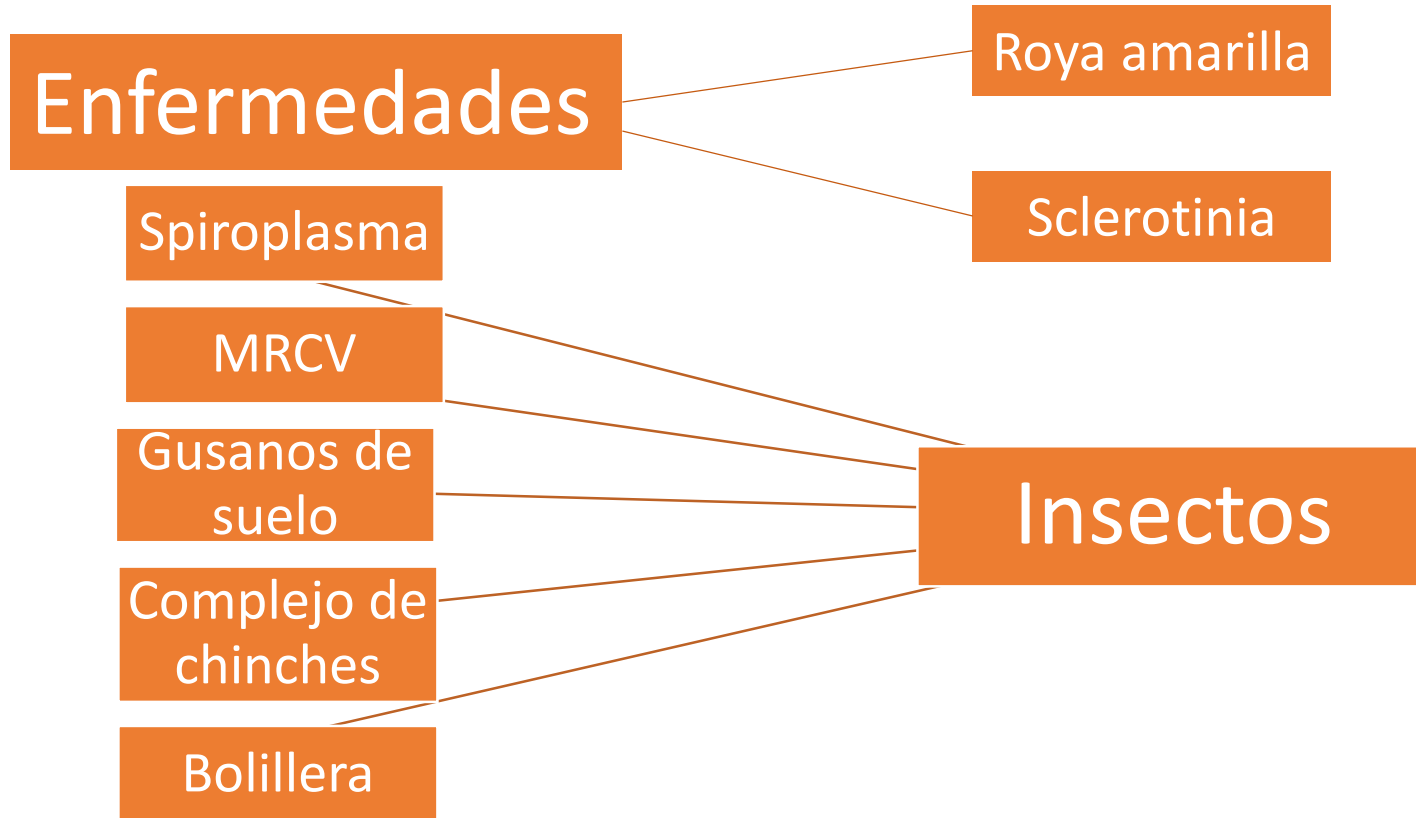 Enfermedades
Roya amarilla
Sclerotinia
Spiroplasma
MRCV
Gusanos de
suelo
Complejo de
chinches
Bolillera
Insectos